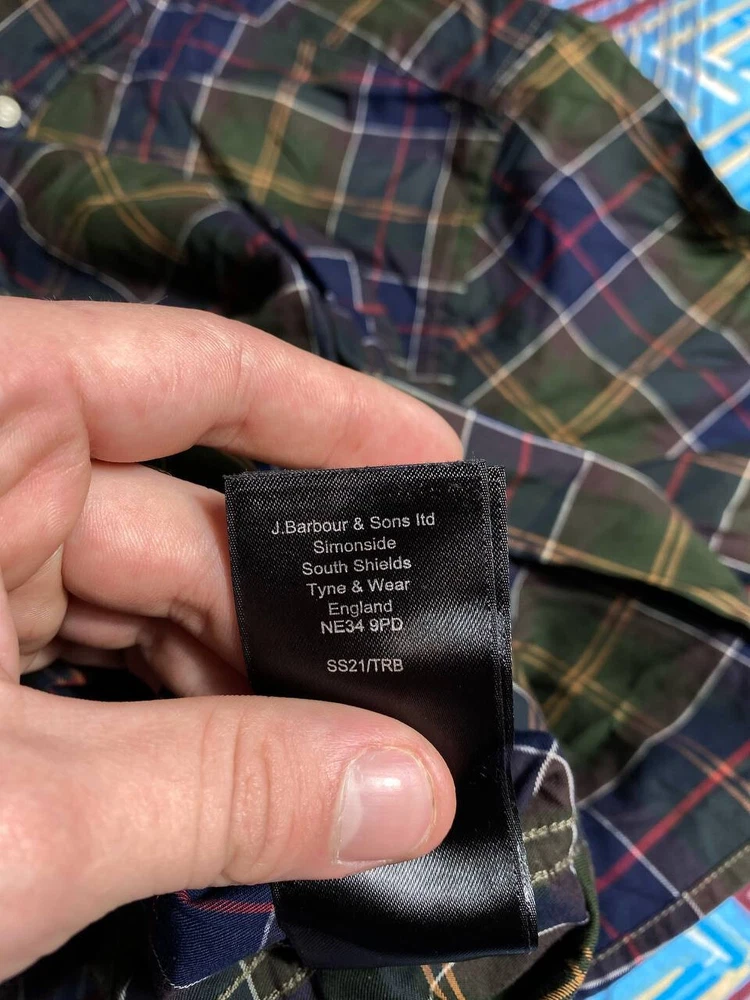 J.Barbour & Sons ltd
Simonside
South Shields
Tyne & Wear
England
NE34 9PD
SS21/TRB